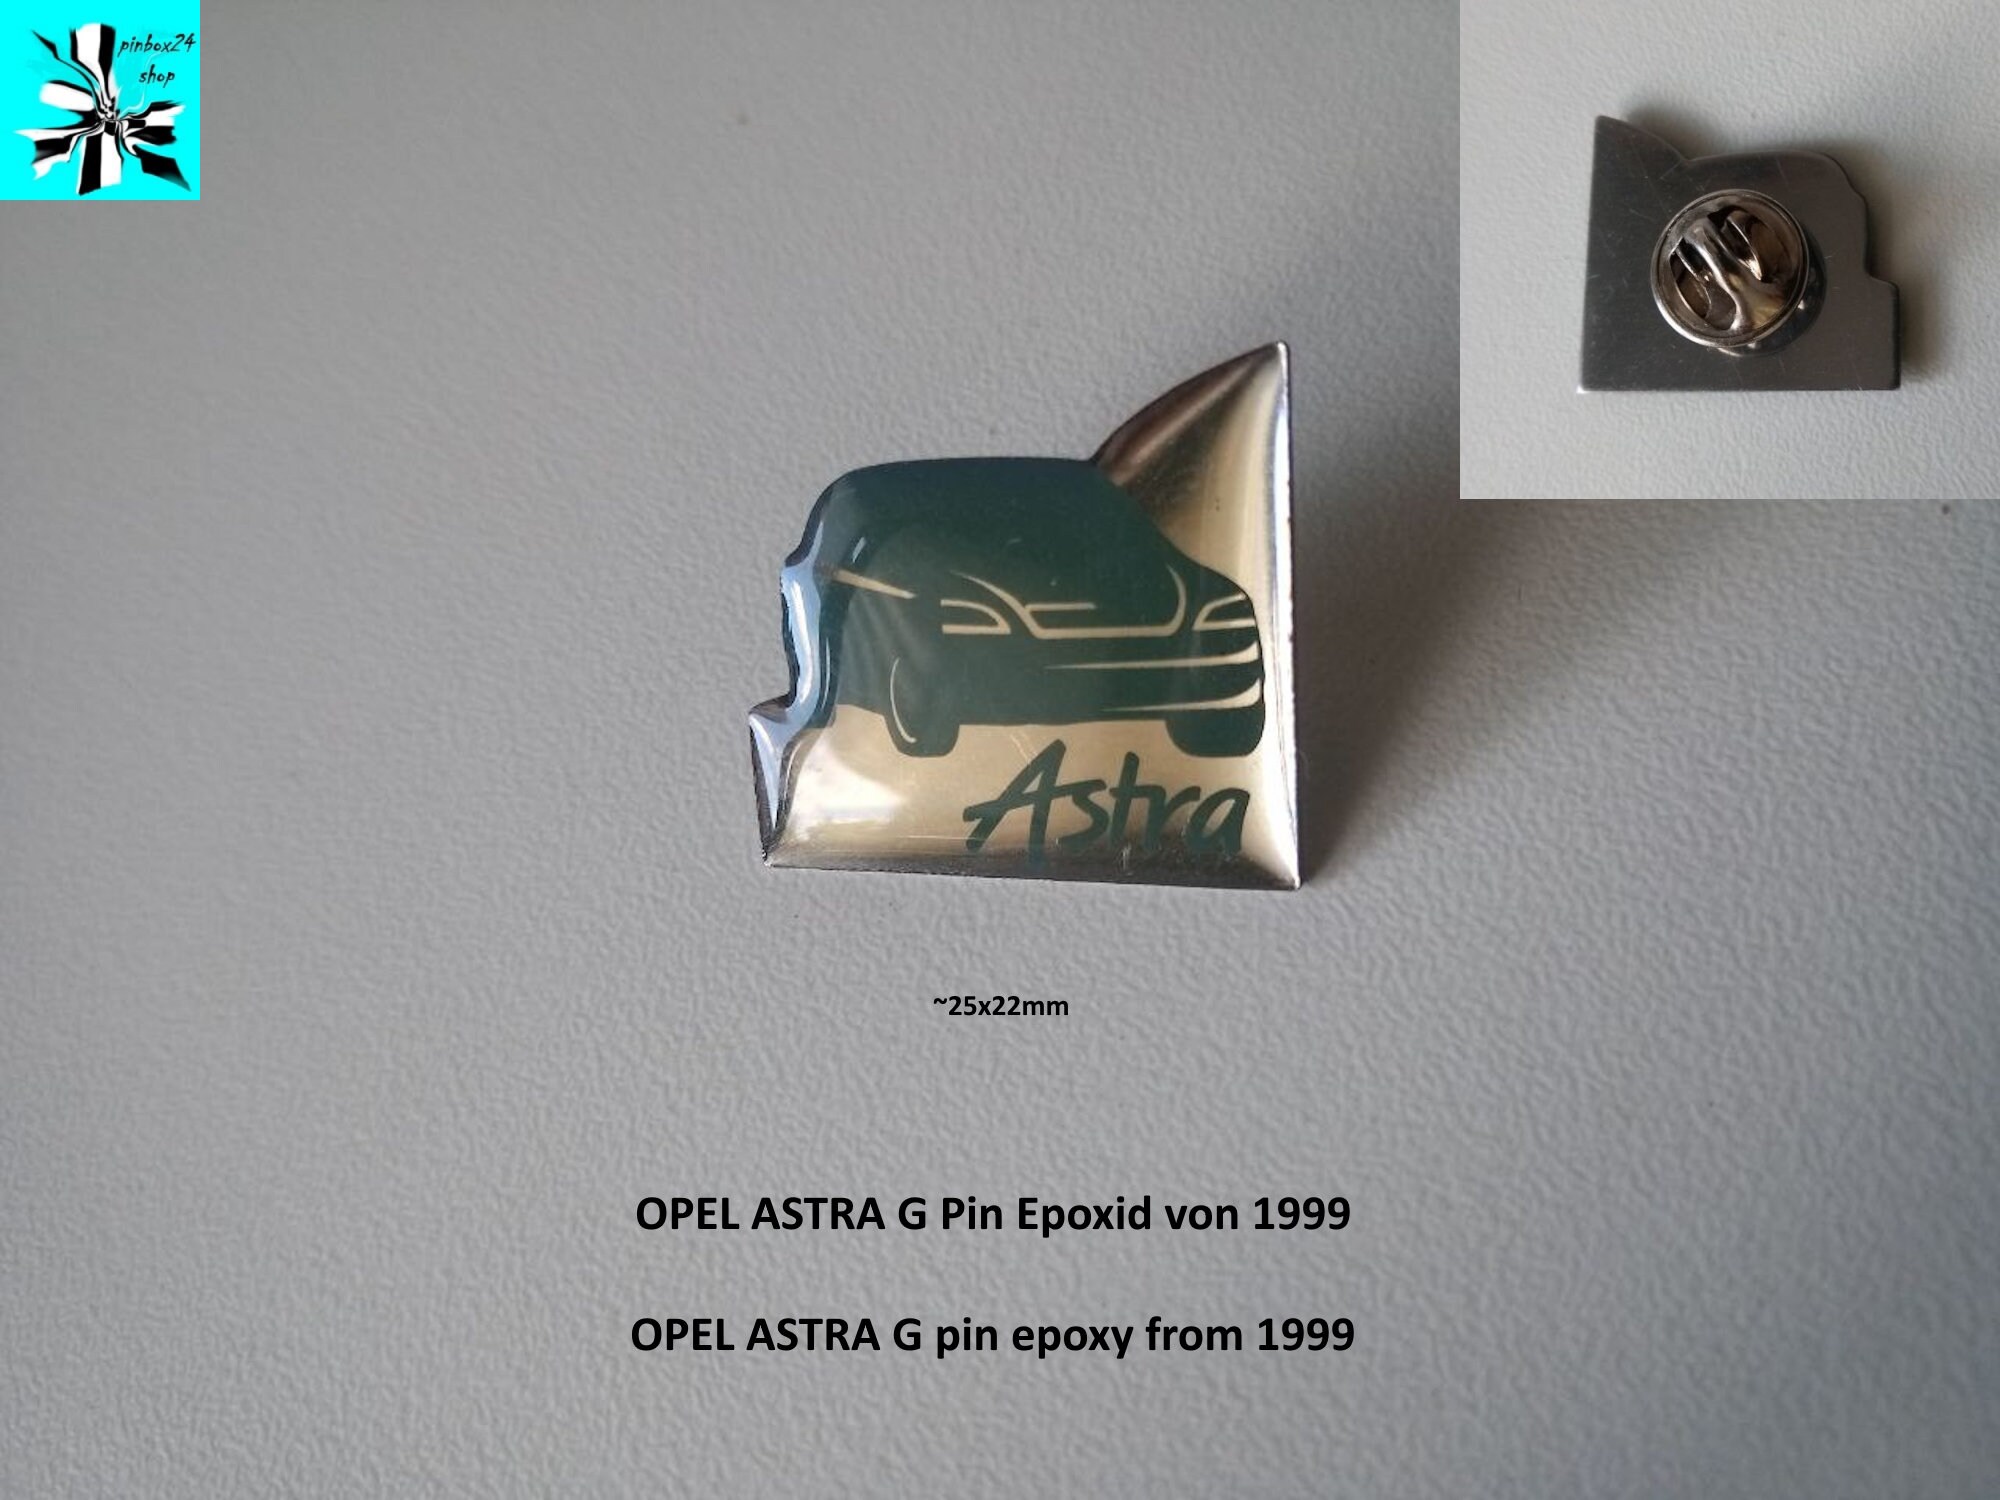 pinbox24
shop
Astra
~25x22mm
OPEL ASTRA G Pin Epoxid von 1999
OPEL ASTRA G pin epoxy from 1999